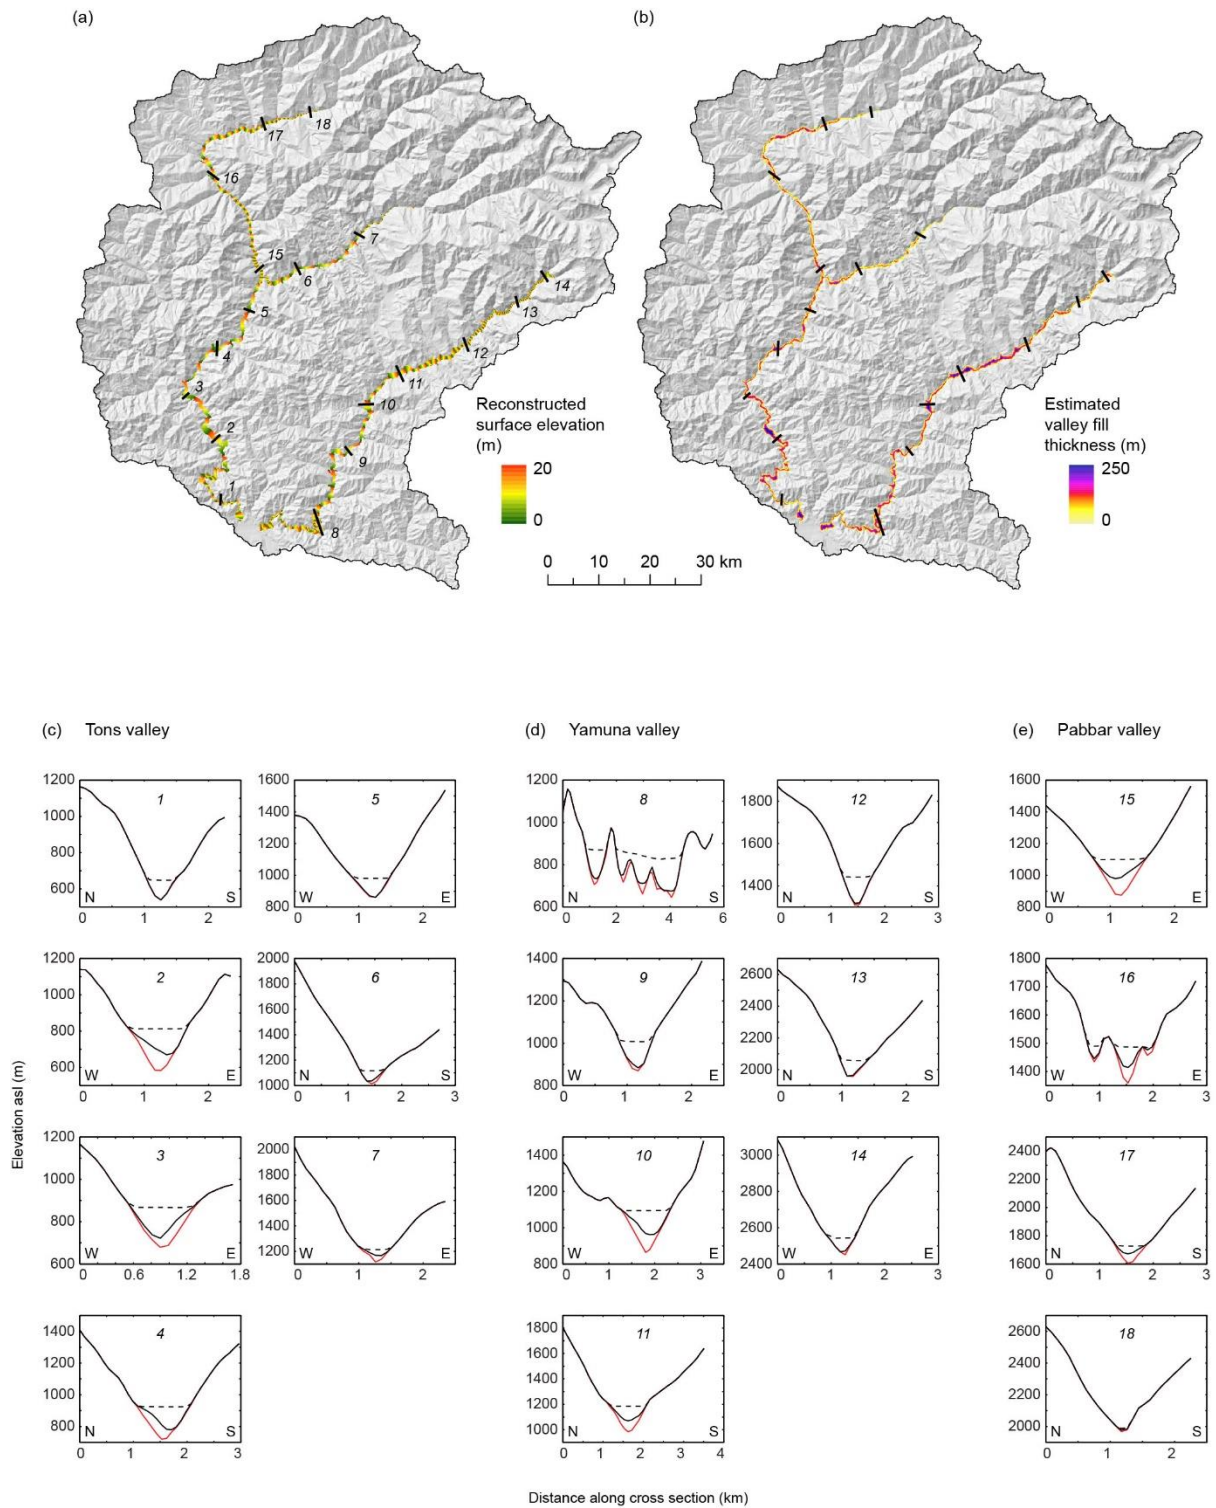 (a)
(b)
18
17
16
15
7
6
14
5
13
4
12
11
3
10
2
9
1
8
Reconstructed
surface elevation
(m)
20
0
Estimated
valley fill
thickness (m)
250
0
0 10 20 30 km
(c) Tons valley
(d) Yamuna valley
(e) Pabbar valley
1200
1000
800
600
1
N S
0 1 2
1600
1400
1200
1000
800
5
W E
0 1 2
1200
1000
800
600
8
N S
0 2 4 6
1800
1600
1400
12
N S
0 1 2 3
1600
1400
1200
1000
800
15
W E
0 1 2
1200
1000
800
600
2
W E
0 1 2
2000
1800
1600
1400
1200
1000
6
N S
0 1 2 3
1400
1200
1000
800
9
W E
0 1 2
2600
2400
2200
2000
13
N S
0 1 2
1800
1700
1600
1500
1400
16
W E
0 1 2 3
1200
1000
800
600
3
W E
0 0.6 1.2 1.8
2000
1800
1600
1400
1200
7
W E
0 1 2
1400
1200
1000
800
10
W E
0 1 2 3
3000
2800
2600
2400
14
W E
0 1 2 3
2400
2200
2000
1800
1600
17
N S
0 1 2 3
1400
1200
1000
800
4
N S
0 1 2 3
1800
1600
1400
1200
1000
11
N S
0 1 2 3 4
2600
2400
2200
2000
18
N S
0 1 2
Elevation asl (m)
Distance along cross section (km)